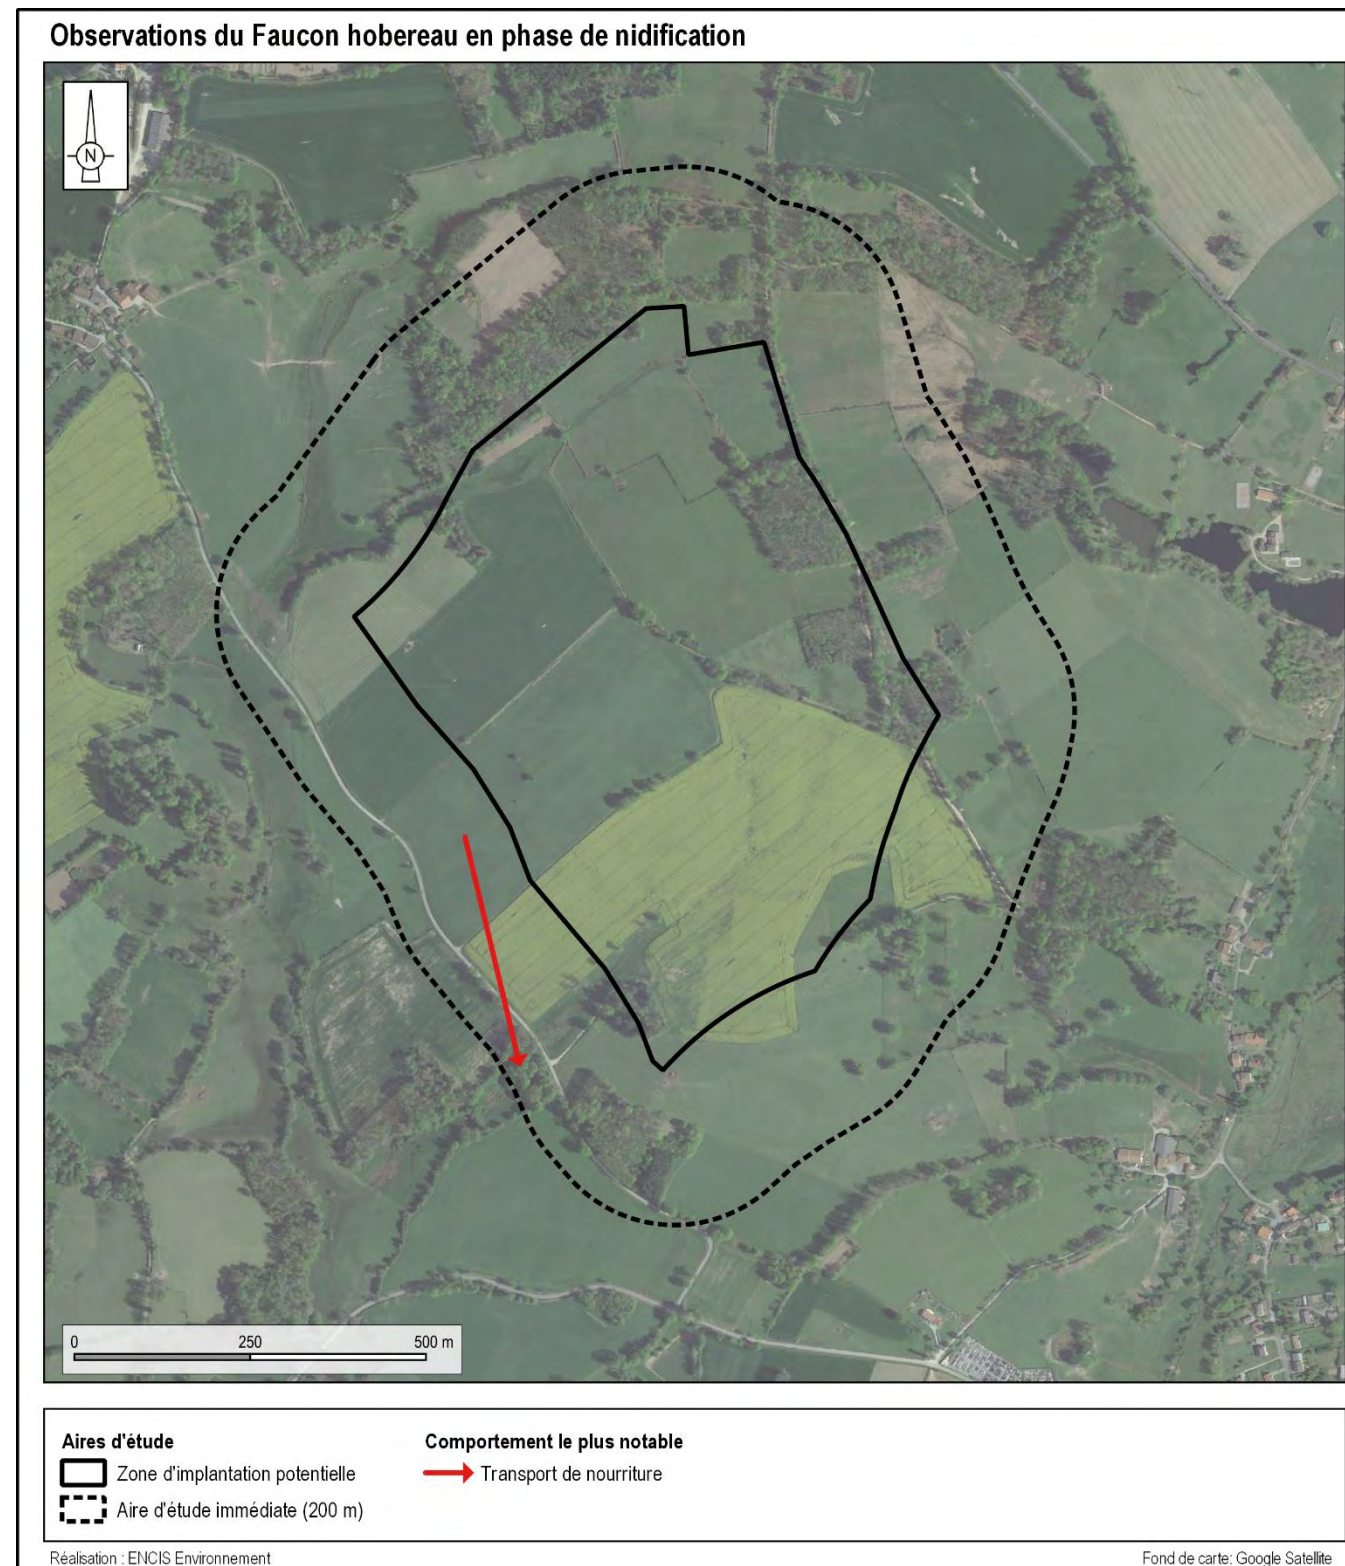 Observations du Faucon hobereau en phase de nidification
N
0 250 500 m
Aires d'étude
Zone d'implantation potentielle
Aire d'étude immédiate (200 m)
Comportement le plus notable
Transport de nourriture
Réalisation : ENCIS Environnement
Fond de carte: Google Satellite